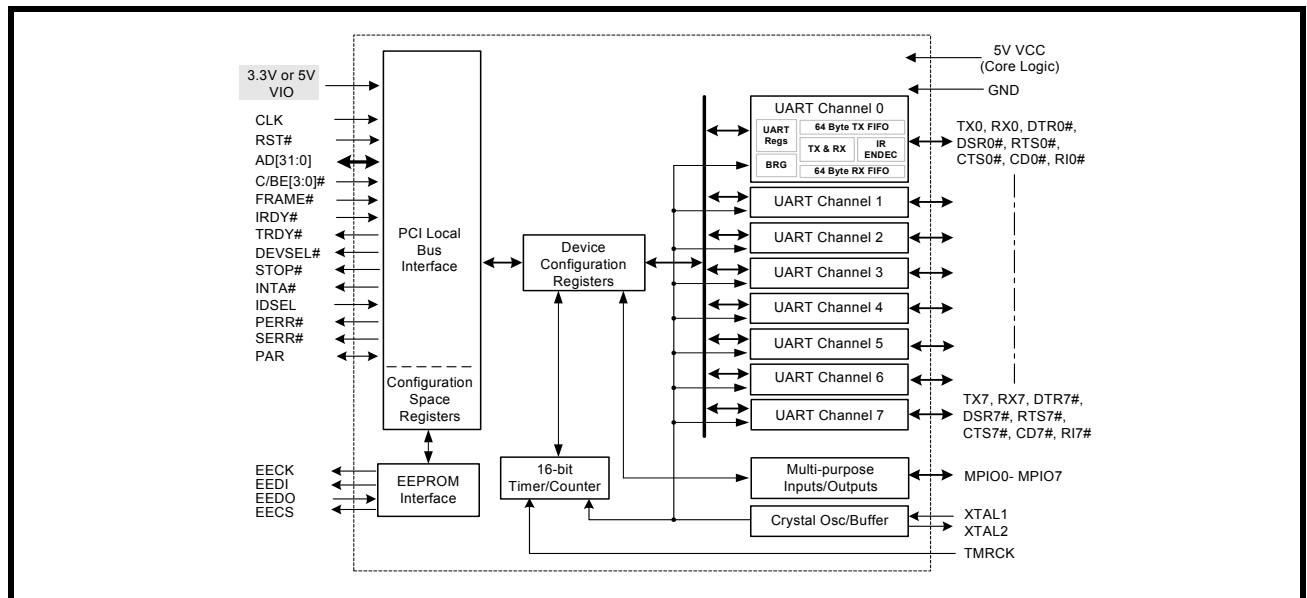 3.3V or 5V
VIO
CLK
RST#
AD[31:0]
C/BE[3:0]#
FRAME#
IRDY#
TRDY#
DEVSEL#
STOP#
INTA#
IDSEL
PERR#
SERR#
PAR
EECK
EEDI
EEDO
EECS
PCI Local
Bus
Interface
Configuration
Space
Registers
EEPROM
Interface
Device
Configuration
Registers
16-bit
Timer/Counter
UART Channel 0
UART
Regs
64 Byte TX FIFO
TX & RX
IR
ENDEC
BRG
64 Byte RX FIFO
UART Channel 1
UART Channel 2
UART Channel 3
UART Channel 4
UART Channel 5
UART Channel 6
UART Channel 7
Multi-purpose
Inputs/Outputs
Crystal Osc/Buffer
5V VCC
(Core Logic)
GND
TX0, RX0, DTR0#,
DSR0#, RTS0#,
CTS0#, CD0#, RI0#
TX7, RX7, DTR7#,
DSR7#, RTS7#,
CTS7#, CD7#, RI7#
MPIO0- MPIO7
XTAL1
XTAL2
TMRCK